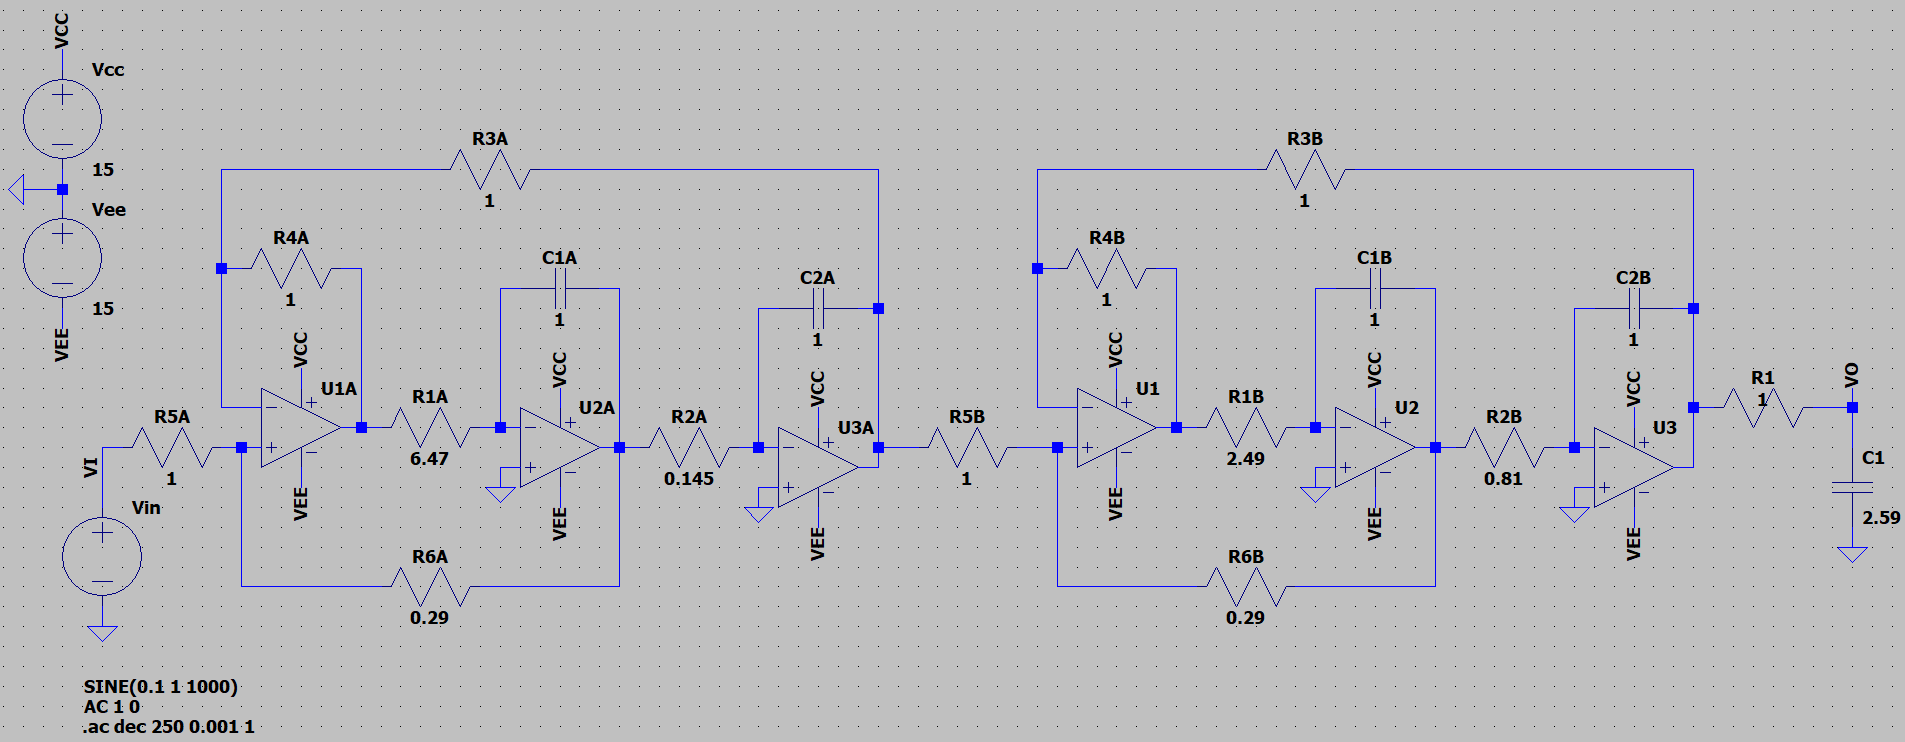 VCC
Vcc
15
Vee
15
VEE
R3A
1
R4A
1
C1A
1
C2A
1
VCC
U1A
VEE
R5A
1
VI
Vin
R1A
6.47
VCC
U2A
VEE
R2A
0.145
VCC
U3A
VEE
R6A
0.29
R3B
1
R4B
1
C1B
1
C2B
1
R5B
1
VCC
U1
VEE
R1B
2.49
VCC
U2
VEE
R2B
0.81
VCC
U3
VEE
R6B
0.29
R1
1
VO
C1
2.59
SINE(0.1 1 1000)
AC 1 0
.ac dec 250 0.001 1